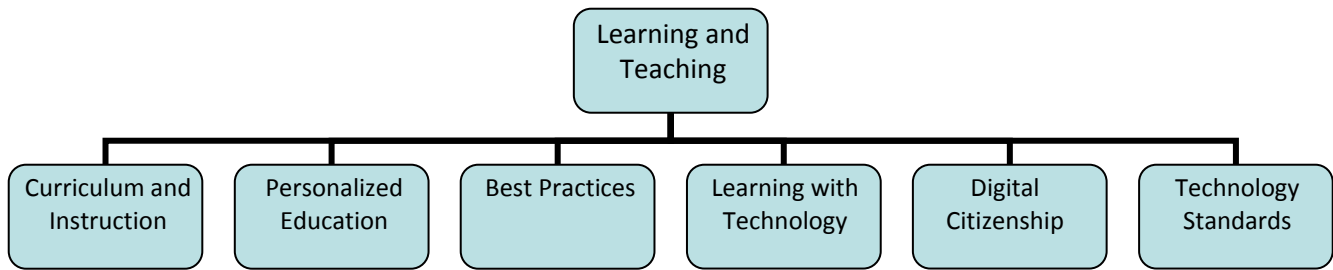 Learning and
Teaching
Curriculum and
Instruction
Personalized
Education
Best Practices
Learning with
Technology
Digital
Citizenship
Technology
Standards